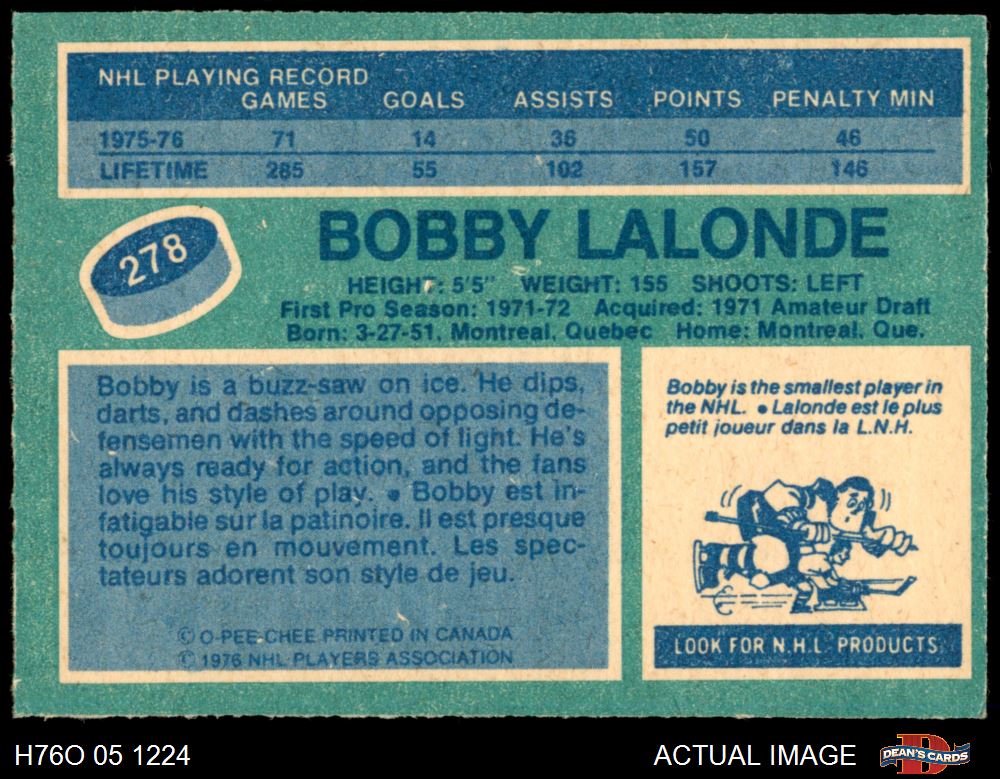 NHL PLAYING RECORD
GAMES GOALS ASSISTS POINTS PENALTY MIN
1975-76 71 14 36 50 46
LIFETIME 285 55 102 157 146
278
BOBBY LALONDE
HEIGHT: 5'5" WEIGHT: 155 SHOOTS: LEFT
First Pro Season: 1971-72 Acquired: 1971 Amateur Draft
Born: 3-27-51, Montreal, Quebec Home: Montreal, Que.
Bobby is a buzz-saw on ice. He dips,
darts, and dashes around opposing de-
fensemen with the speed of light. He's
always ready for action, and the fans
love his style of play. • Bobby est in-
fatigable sur la patinoire. Il est presque
toujours en mouvement. Les spec-
tateurs adorent son style de jeu.
© O-PEE-CHEE PRINTED IN CANADA
© 1976 NHL PLAYERS ASSOCIATION
Bobby is the smallest player in
the NHL. • Lalonde est le plus
petit joueur dans la L.N.H.
LOOK FOR N.H.L. PRODUCTS
H76O 05 1224
ACTUAL IMAGE
DEAN'S CARDS